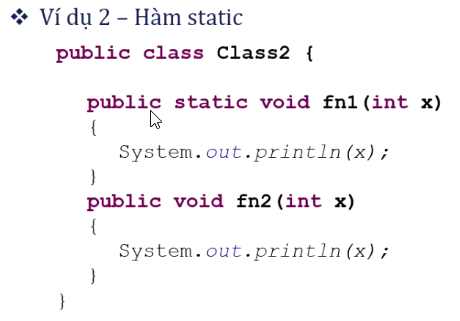 ❖ Ví dụ 2 – Hàm static
public class Class2 {
public static void fn1(int x)
{
System.out.println(x);
}
public void fn2(int x)
{
System.out.println(x);
}
}